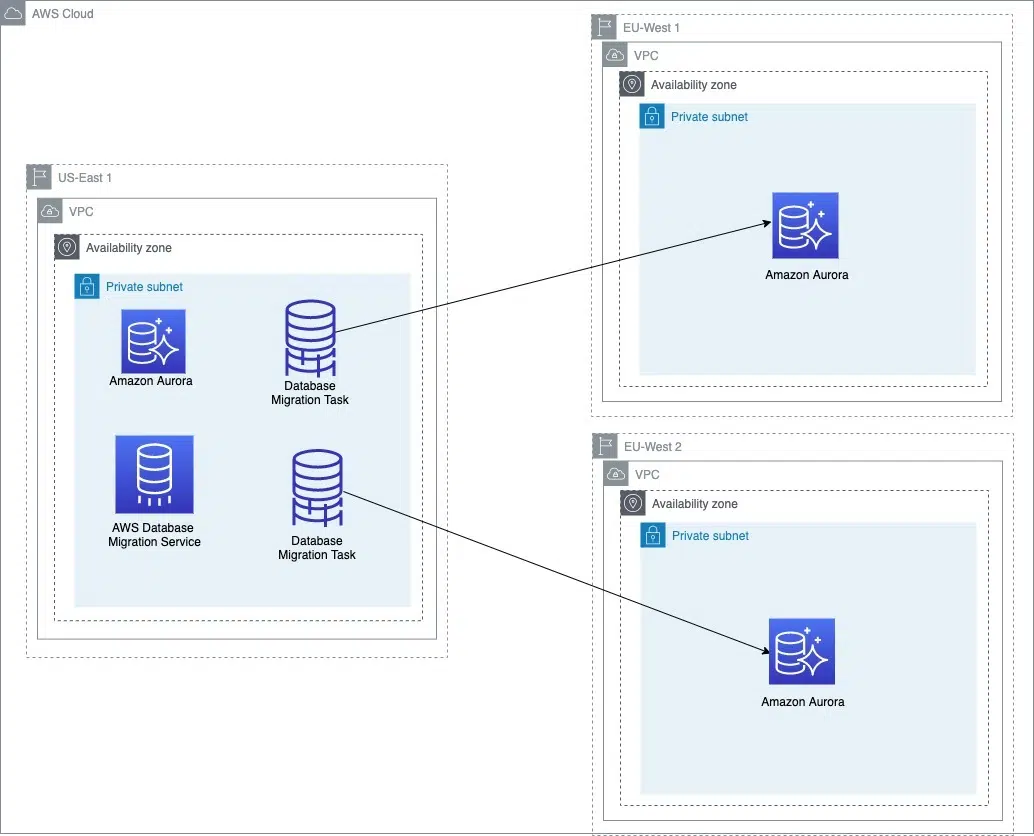 AWS Cloud
US-East 1
VPC
Availability zone
Private subnet
Amazon Aurora
Database
Migration Task
AWS Database
Migration Service
Database
Migration Task
EU-West 1
VPC
Availability zone
Private subnet
Amazon Aurora
EU-West 2
VPC
Availability zone
Private subnet
Amazon Aurora